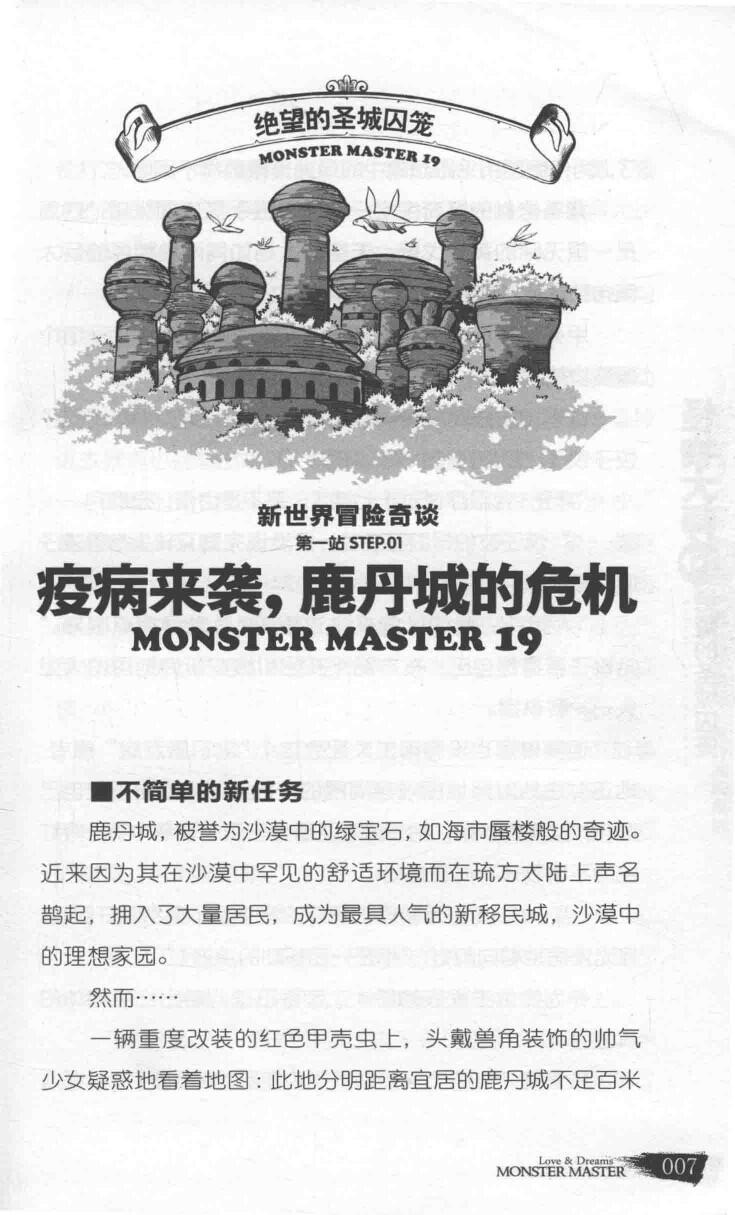 绝望的圣城囚笼
MONSTER MASTER 19
新世界冒险奇谈
第一站 STEP.01
疫病来袭，鹿丹城的危机
MONSTER MASTER 19
■不简单的新任务
鹿丹城，被誉为沙漠中的绿宝石，如海市蜃楼般的奇迹。
近来因为其在沙漠中罕见的舒适环境而在琉方大陆上声名
鹊起，拥入了大量居民，成为最具人气的新移民城，沙漠中
的理想家园。
然而……
一辆重度改装的红色甲壳虫上，头戴兽角装饰的帅气
少女疑惑地看着地图：此地分明距离宜居的鹿丹城不足百米
Love & Dreams
MONSTER MASTER
007